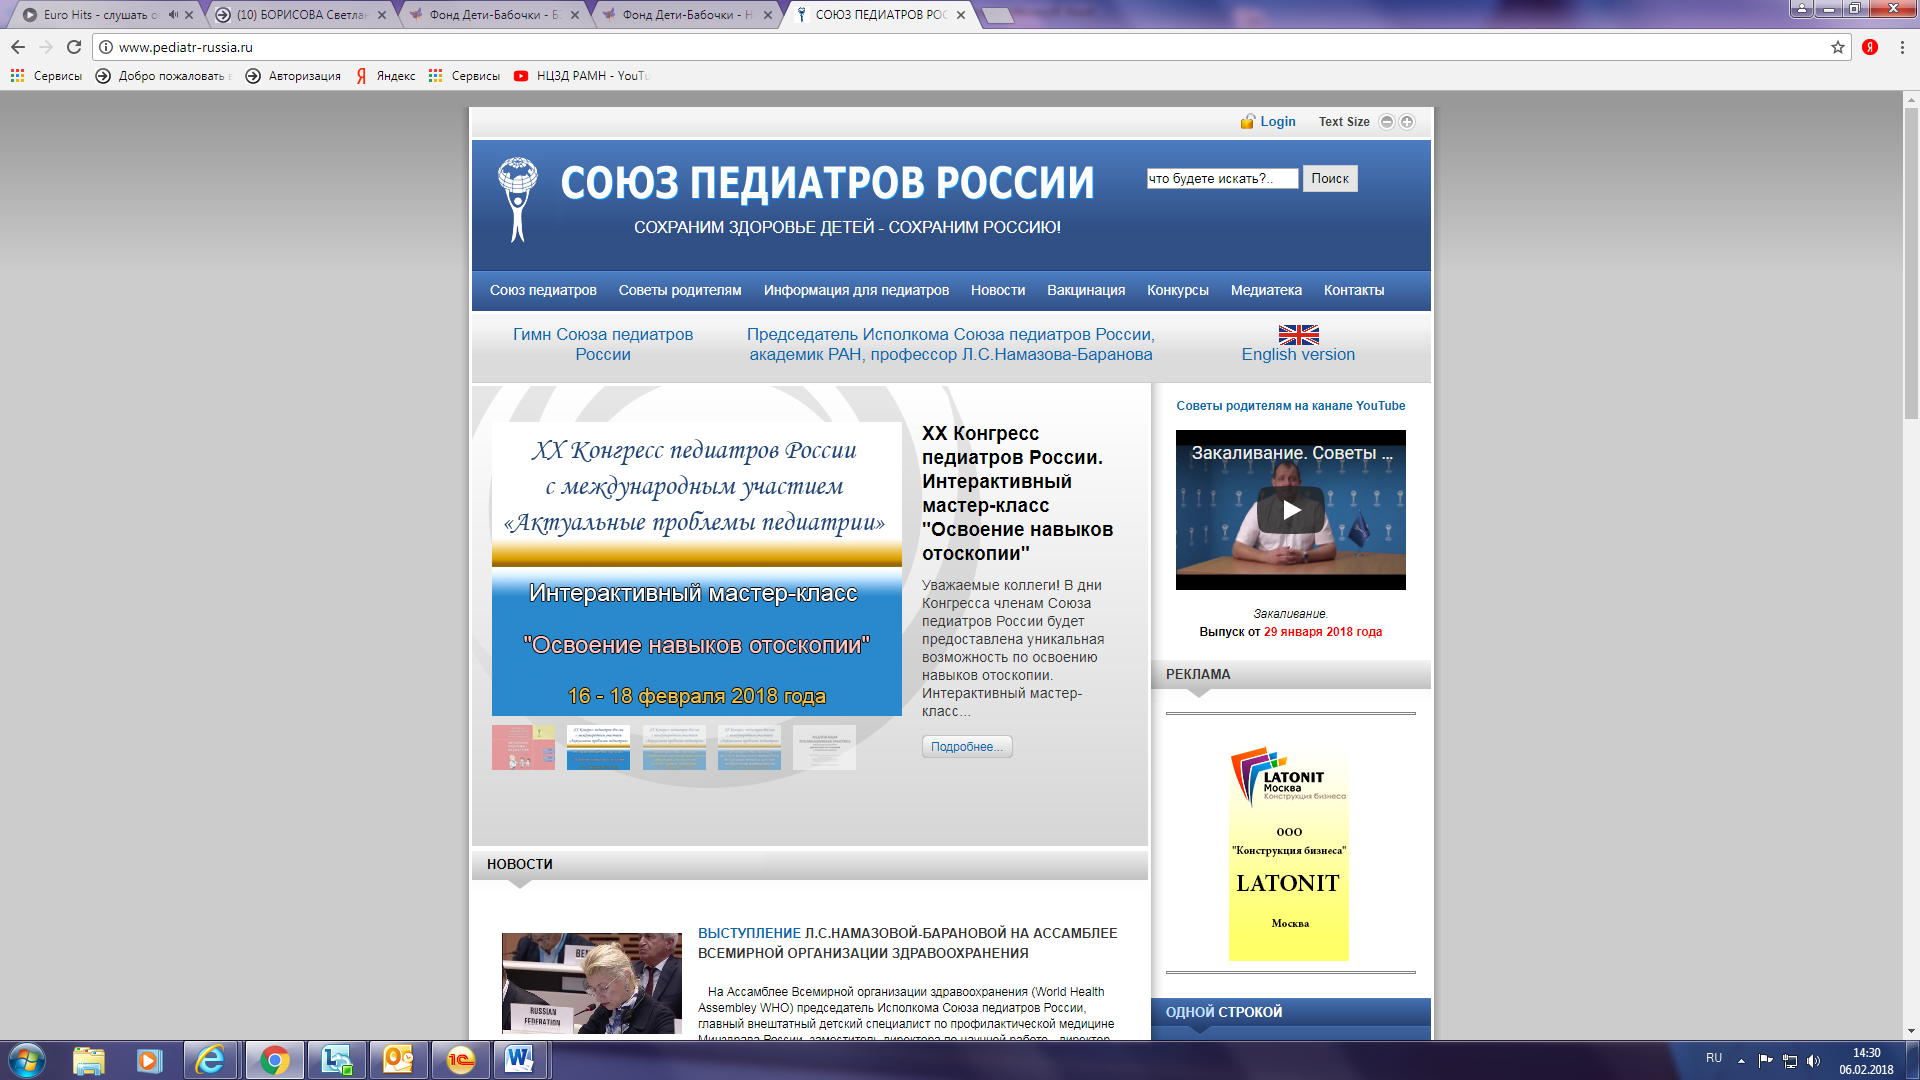 Euro Hits - слушать о
(10) БОРИСОВА Светлан
Фонд Дети-Бабочки - Б
Фонд Дети-Бабочки - Н
СОЮЗ ПЕДИАТРОВ РОС
www.pediatr-russia.ru
Сервисы
Добро пожаловать в
Авторизация
Яндекс
Сервисы
НЦЗД РАМН - YouTu
Login
Text Size
СОЮЗ ПЕДИАТРОВ РОССИИ
СОХРАНИМ ЗДОРОВЬЕ ДЕТЕЙ - СОХРАНИМ РОССИЮ!
что будете искать?..
Поиск
Союз педиатров
Советы родителям
Информация для педиатров
Новости
Вакцинация
Конкурсы
Медиатека
Контакты
Гимн Союза педиатров
России
Председатель Исполкома Союза педиатров России,
академик РАН, профессор Л.С.Намазова-Баранова
English version
XX Конгресс педиатров России
с международным участием
«Актуальные проблемы педиатрии»
Интерактивный мастер-класс
"Освоение навыков отоскопии"
16 - 18 февраля 2018 года
XX Конгресс
педиатров России.
Интерактивный
мастер-класс
"Освоение навыков
отоскопии"
Уважаемые коллеги! В дни
Конгресса членам Союза
педиатров России будет
предоставлена уникальная
возможность по освоению
навыков отоскопии.
Интерактивный мастер-
класс...
Подробнее...
Советы родителям на канале YouTube
Закаливание. Советы ...
Закаливание.
Выпуск от 29 января 2018 года
РЕКЛАМА
LATONIT
Москва
Конструкция бизнеса
ООО
"Конструкция бизнеса"
LATONIT
Москва
ОДНОЙ СТРОКОЙ
НОВОСТИ
RUSSIAN
FEDERATION
ВЫСТУПЛЕНИЕ Л.С.НАМАЗОВОЙ-БАРАНОВОЙ НА АССАМБЛЕЕ
ВСЕМИРНОЙ ОРГАНИЗАЦИИ ЗДРАВООХРАНЕНИЯ
На Ассамблее Всемирной организации здравоохранения (World Health
Assembley WHO) председатель Исполкома Союза педиатров России,
главный внештатный детский специалист по профилактической медицине
Минздрава России, заместитель директора по научной работе - директор
RU
14:30
06.02.2018